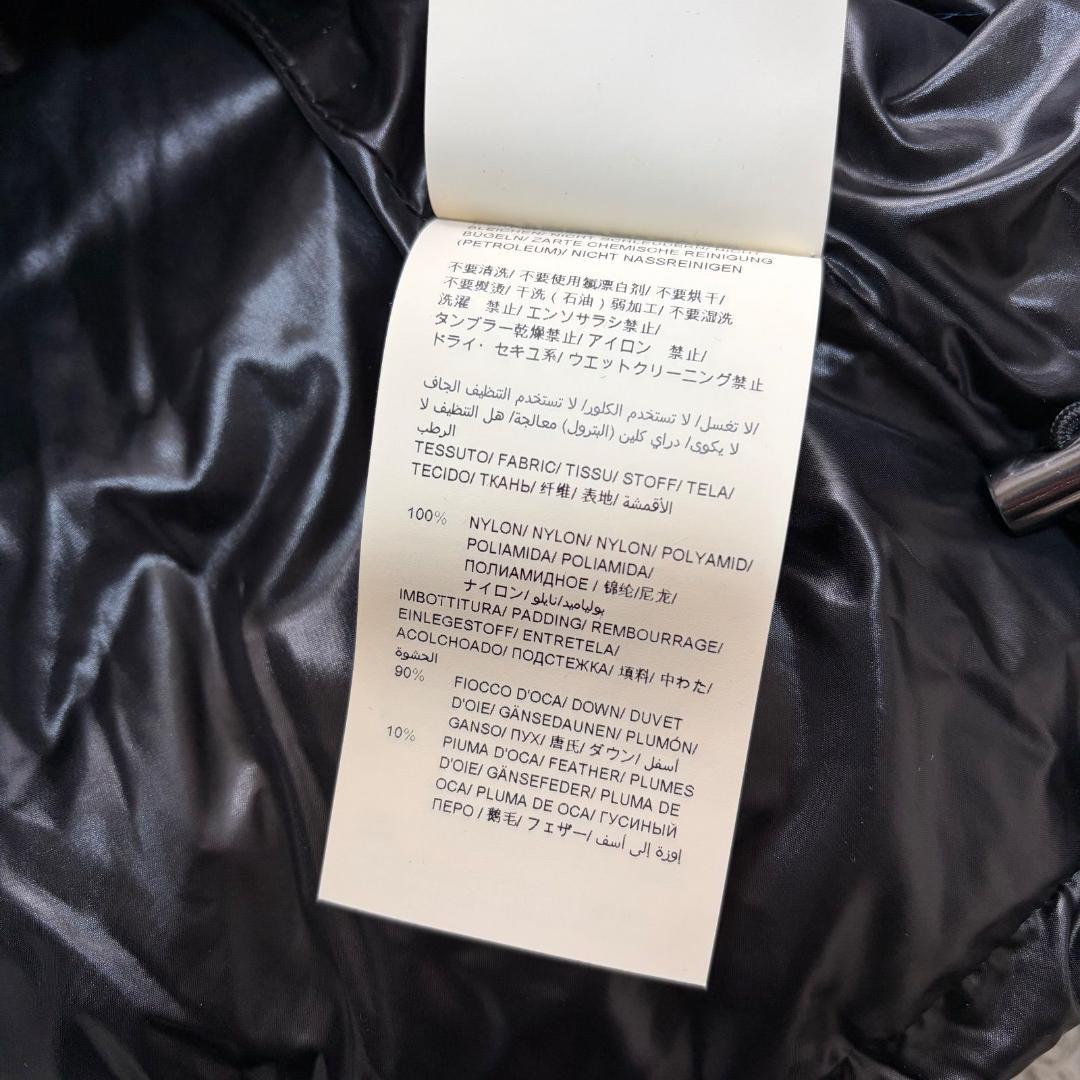 BÜGELN/ ZARTE CHEMISCHE REINIGUNG
(PETROLEUM)/ NICHT NASSREINIGEN
不要清洗/ 不要使用氯漂白剂/ 不要烘干/
不要熨烫/ 干洗 ( 石油 ) 弱加工/ 不要湿洗
洗濯 禁止/ エンソサラシ禁止/
タンブラー乾燥禁止/ アイロン 禁止/
ドライ・セキユ系/ ウエットクリーニング禁止
/لا تغسل/ لا تستخدم الكلور/ لا تستخدم التنظيف الجاف
لا يكوى/ دراي كلين (البترول) معالجة/ هل التنظيف لا
الرطب
TESSUTO/ FABRIC/ TISSU/ STOFF/ TELA/
TECIDO/ ТКАНЬ/ 纤维/ 表地/ الأقمشة
100% NYLON/ NYLON/ NYLON/ POLYAMID/
POLIAMIDA/ POLIAMIDA/
ПОЛИАМИДНОЕ / 锦纶/尼龙/
ナイロン/ بولياميد/نايلو
IMBOTTITURA/ PADDING/ REMBOURRAGE/
EINLEGESTOFF/ ENTRETELA/
ACOLCHOADO/ ПОДСТЕЖКА/ 填料/ 中わた/
الحشوة
90% FIOCCO D'OCA/ DOWN/ DUVET
D'OIE/ GÄNSEDAUNEN/ PLUMÓN/
GANSO/ ПУХ/ 唐氏/ ダウン/ أسفل
10% PIUMA D'OCA/ FEATHER/ PLUMES
D'OIE/ GÄNSEFEDER/ PLUMA DE
OCA/ PLUMA DE OCA/ ГУСИНЫЙ
ПЕРО / 鹅毛/ フェザー/ إوزة إلى أسف